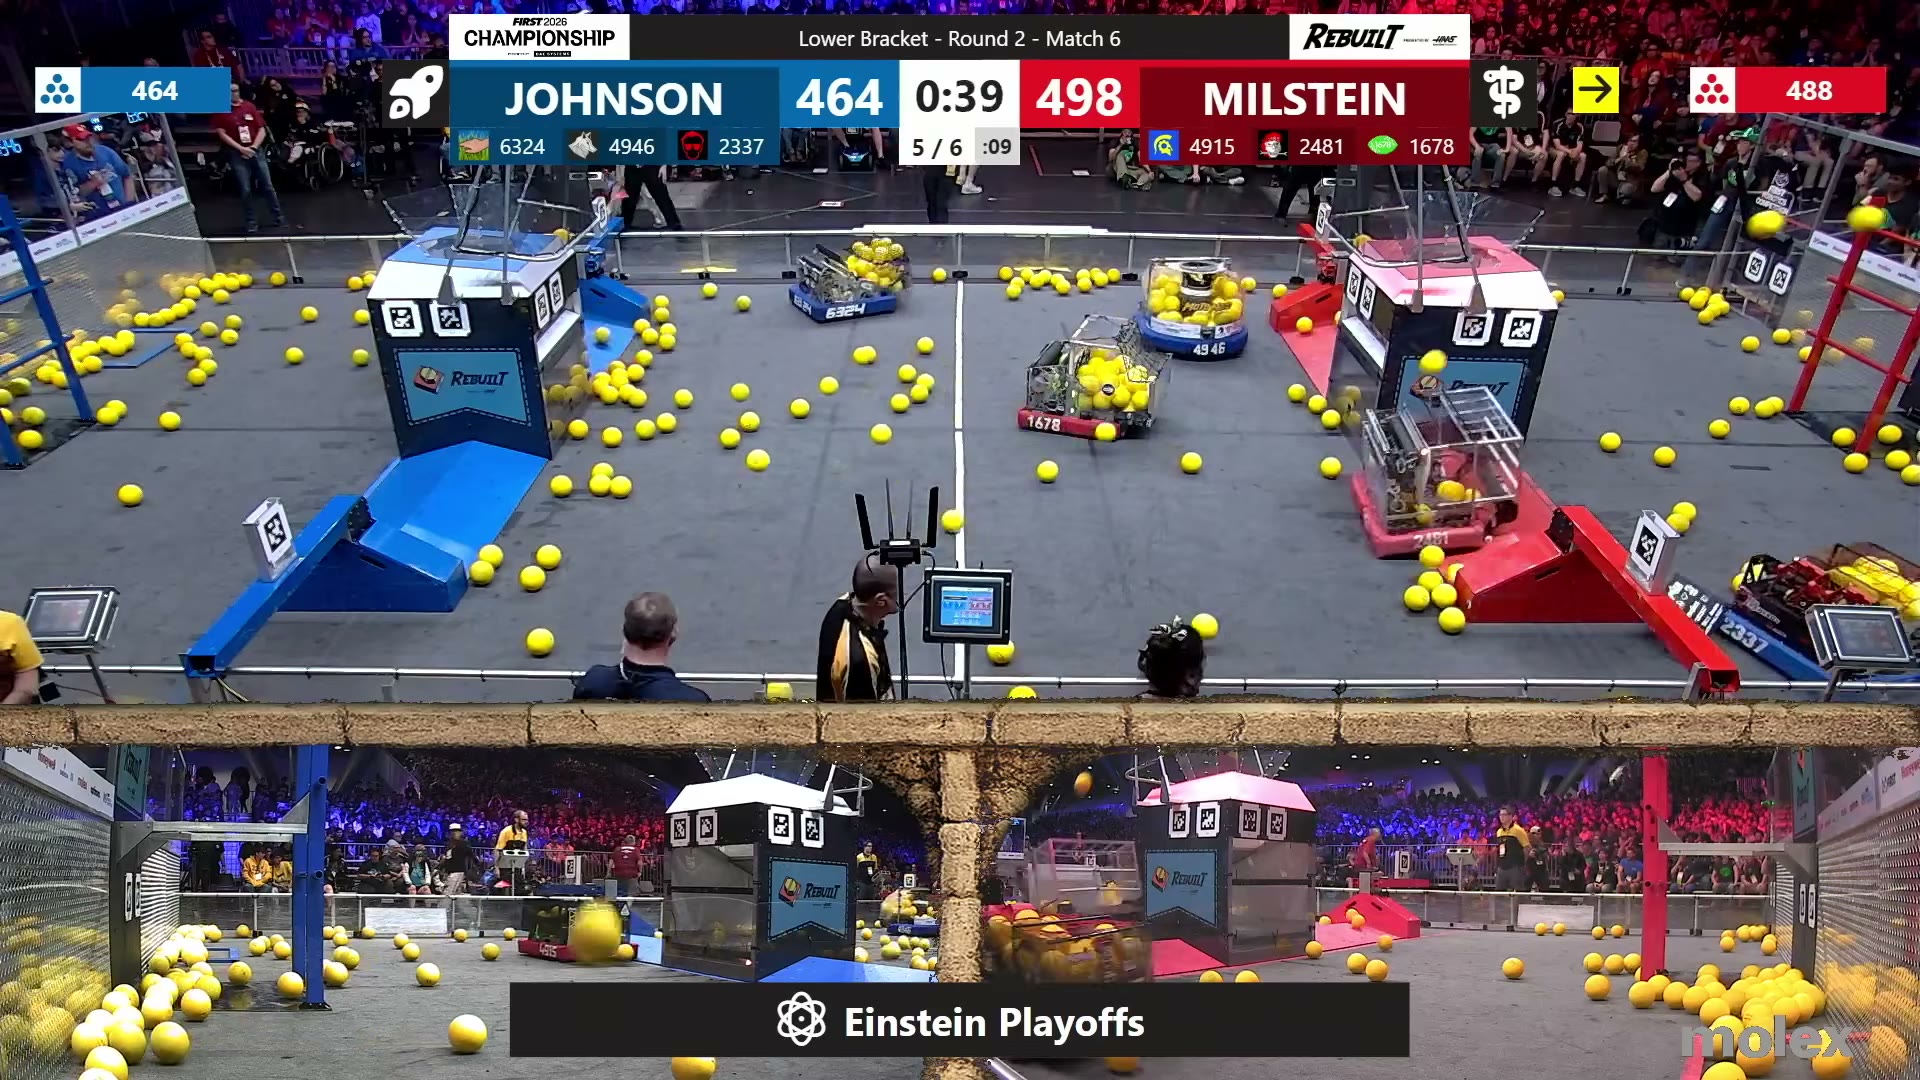 FIRST 2026
CHAMPIONSHIP
Lower Bracket - Round 2 - Match 6
REBUILT
464
JOHNSON
464
0:39
498
MILSTEIN
488
6324
4946
2337
5 / 6
:09
4915
2481
1678
6324
4946
1678
REBUILT
REBUILT
2481
2337
REBUILT
REBUILT
4915
Einstein Playoffs
molex